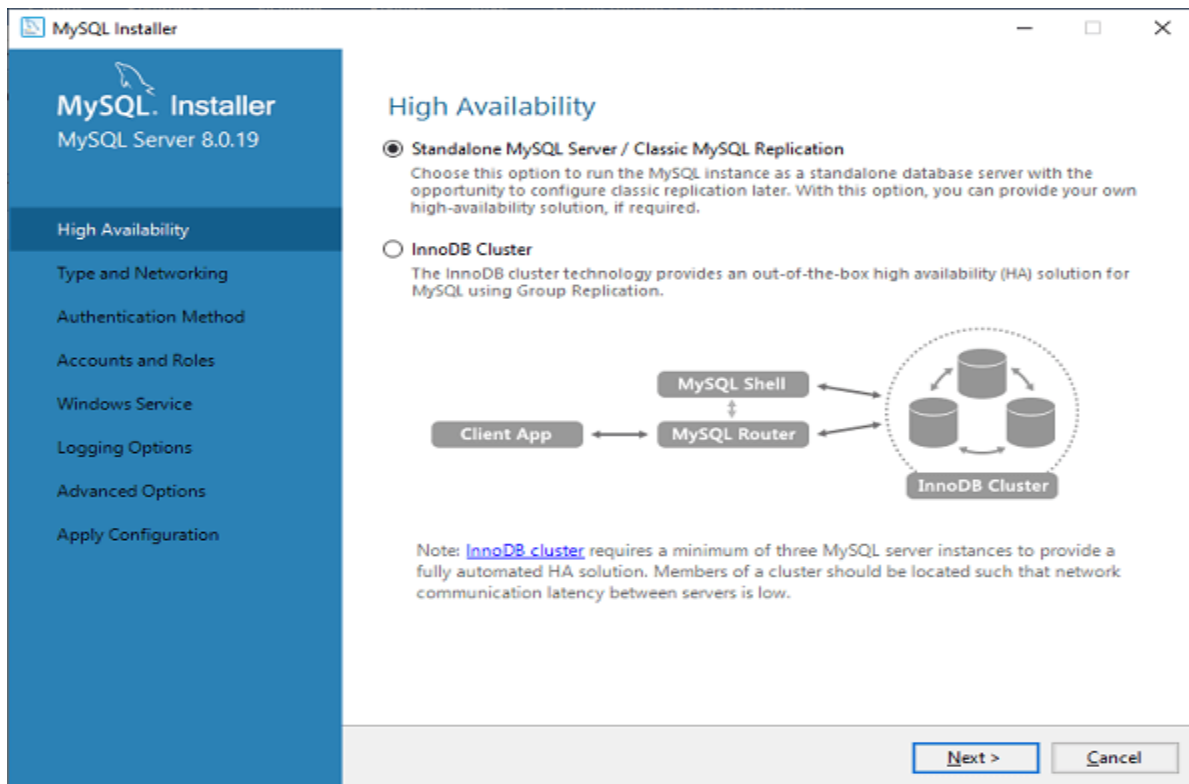 MySQL Installer
MySQL. Installer
MySQL Server 8.0.19
High Availability
Type and Networking
Authentication Method
Accounts and Roles
Windows Service
Logging Options
Advanced Options
Apply Configuration
High Availability
Standalone MySQL Server / Classic MySQL Replication
Choose this option to run the MySQL instance as a standalone database server with the
opportunity to configure classic replication later. With this option, you can provide your own
high-availability solution, if required.
InnoDB Cluster
The InnoDB cluster technology provides an out-of-the-box high availability (HA) solution for
MySQL using Group Replication.
MySQL Shell
Client App
MySQL Router
InnoDB Cluster
Note: InnoDB cluster requires a minimum of three MySQL server instances to provide a
fully automated HA solution. Members of a cluster should be located such that network
communication latency between servers is low.
Next >
Cancel